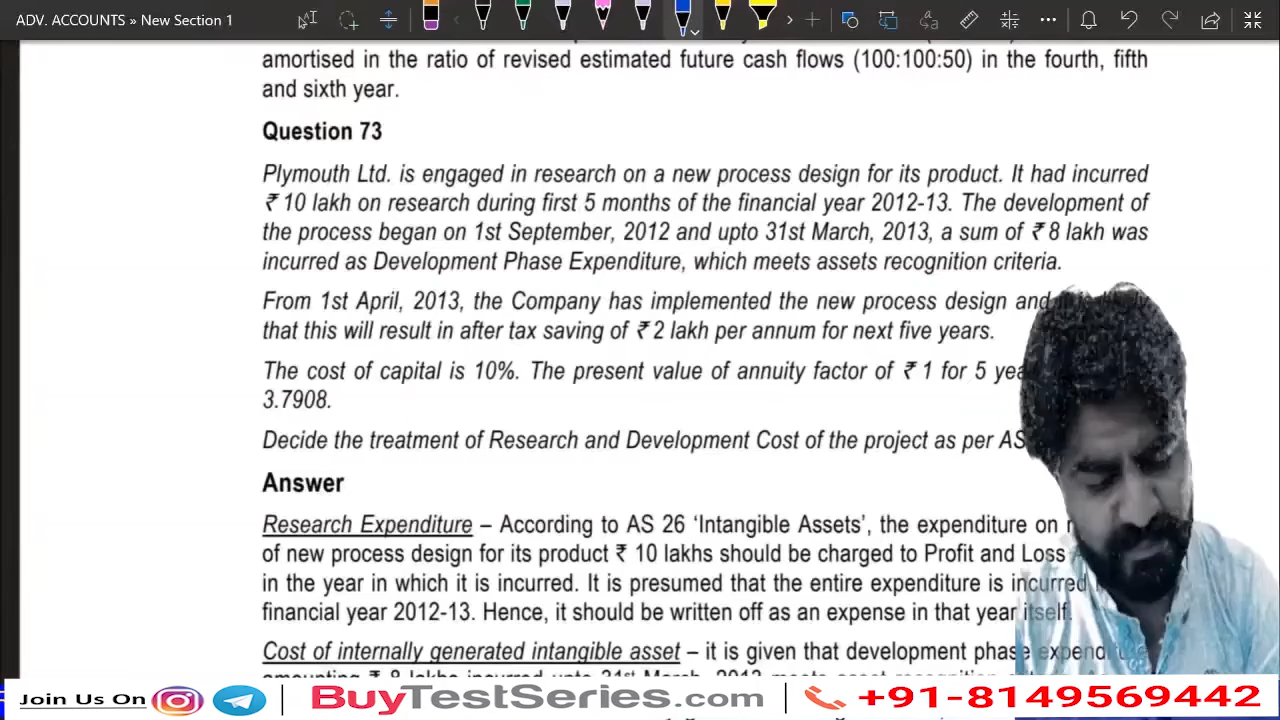 ADV. ACCOUNTS » New Section 1
amortised in the ratio of revised estimated future cash flows (100:100:50) in the fourth, fifth
and sixth year.
Question 73
Plymouth Ltd. is engaged in research on a new process design for its product. It had incurred
₹ 10 lakh on research during first 5 months of the financial year 2012-13. The development of
the process began on 1st September, 2012 and upto 31st March, 2013, a sum of ₹ 8 lakh was
incurred as Development Phase Expenditure, which meets assets recognition criteria.
From 1st April, 2013, the Company has implemented the new process design and
that this will result in after tax saving of ₹ 2 lakh per annum for next five years.
The cost of capital is 10%. The present value of annuity factor of ₹ 1 for 5
3.7908.
Decide the treatment of Research and Development Cost of the project as per AS
Answer
Research Expenditure – According to AS 26 ‘Intangible Assets’, the expenditure on
of new process design for its product ₹ 10 lakhs should be charged to Profit and Loss
in the year in which it is incurred. It is presumed that the entire expenditure is incurred
financial year 2012-13. Hence, it should be written off as an expense in that year itself.
Cost of internally generated intangible asset – it is given that development phase
Join Us On BuyTestSeries.com +91-8149569442